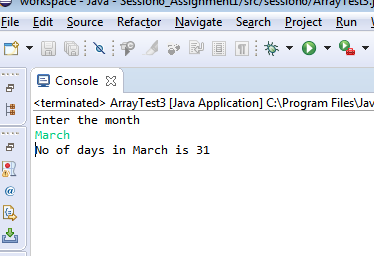 workspace - Java - Session6_Assignment1/src/session6/ArrayTest3.j
File Edit Source Refactor Navigate Search Project Run Window
Console
<terminated> ArrayTest3 [Java Application] C:\Program Files\Jav
Enter the month
March
No of days in March is 31